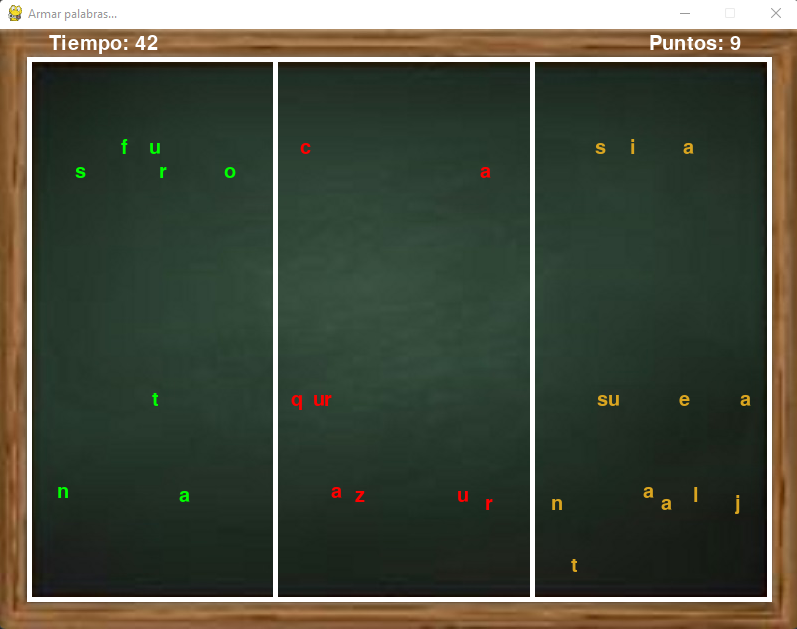 Armar palabras...
Tiempo: 42 Puntos: 9
f u c s i a
s r o a
t q ur su e a
n a a z u r n a a l j
t